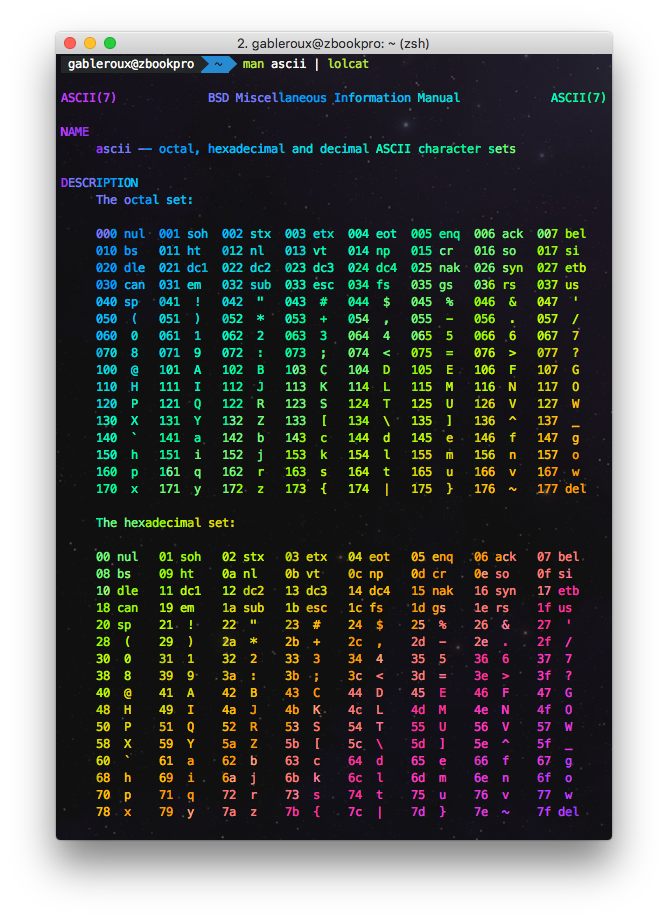 2. gableroux@zbookpro: ~ (zsh)
gableroux@zbookpro ~ man ascii | lolcat
ASCII(7) BSD Miscellaneous Information Manual ASCII(7)
NAME
ascii —— octal, hexadecimal and decimal ASCII character sets
DESCRIPTION
The octal set:
000 nul 001 soh 002 stx 003 etx 004 eot 005 enq 006 ack 007 bel
010 bs 011 ht 012 nl 013 vt 014 np 015 cr 016 so 017 si
020 dle 021 dc1 022 dc2 023 dc3 024 dc4 025 nak 026 syn 027 etb
030 can 031 em 032 sub 033 esc 034 fs 035 gs 036 rs 037 us
040 sp 041 ! 042 " 043 # 044 $ 045 % 046 & 047 '
050 ( 051 ) 052 * 053 + 054 , 055 - 056 . 057 /
060 0 061 1 062 2 063 3 064 4 065 5 066 6 067 7
070 8 071 9 072 : 073 ; 074 < 075 = 076 > 077 ?
100 @ 101 A 102 B 103 C 104 D 105 E 106 F 107 G
110 H 111 I 112 J 113 K 114 L 115 M 116 N 117 O
120 P 121 Q 122 R 123 S 124 T 125 U 126 V 127 W
130 X 131 Y 132 Z 133 [ 134 \ 135 ] 136 ^ 137 _
140 ` 141 a 142 b 143 c 144 d 145 e 146 f 147 g
150 h 151 i 152 j 153 k 154 l 155 m 156 n 157 o
160 p 161 q 162 r 163 s 164 t 165 u 166 v 167 w
170 x 171 y 172 z 173 { 174 | 175 } 176 ~ 177 del
The hexadecimal set:
00 nul 01 soh 02 stx 03 etx 04 eot 05 enq 06 ack 07 bel
08 bs 09 ht 0a nl 0b vt 0c np 0d cr 0e so 0f si
10 dle 11 dc1 12 dc2 13 dc3 14 dc4 15 nak 16 syn 17 etb
18 can 19 em 1a sub 1b esc 1c fs 1d gs 1e rs 1f us
20 sp 21 ! 22 " 23 # 24 $ 25 % 26 & 27 '
28 ( 29 ) 2a * 2b + 2c , 2d - 2e . 2f /
30 0 31 1 32 2 33 3 34 4 35 5 36 6 37 7
38 8 39 9 3a : 3b ; 3c < 3d = 3e > 3f ?
40 @ 41 A 42 B 43 C 44 D 45 E 46 F 47 G
48 H 49 I 4a J 4b K 4c L 4d M 4e N 4f O
50 P 51 Q 52 R 53 S 54 T 55 U 56 V 57 W
58 X 59 Y 5a Z 5b [ 5c \ 5d ] 5e ^ 5f _
60 ` 61 a 62 b 63 c 64 d 65 e 66 f 67 g
68 h 69 i 6a j 6b k 6c l 6d m 6e n 6f o
70 p 71 q 72 r 73 s 74 t 75 u 76 v 77 w
78 x 79 y 7a z 7b { 7c | 7d } 7e ~ 7f del